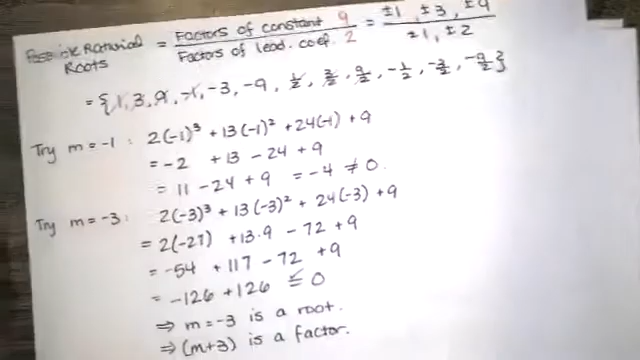 Possible Rational Roots = Factors of constant 9 / Factors of lead. coef. 2 = ±1, ±3, ±9 / ±1, ±2
= {1, 3, 9, -1, -3, -9, 1/2, 3/2, 9/2, -1/2, -3/2, -9/2}
Try m = -1 : 2(-1)³ + 13(-1)² + 24(-1) + 9
= -2 + 13 - 24 + 9
= 11 - 24 + 9 = -4 ≠ 0.
Try m = -3 : 2(-3)³ + 13(-3)² + 24(-3) + 9
= 2(-27) + 13·9 - 72 + 9
= -54 + 117 - 72 + 9
= -126 + 126 = 0 ✓
⇒ m = -3 is a root.
⇒ (m+3) is a factor.